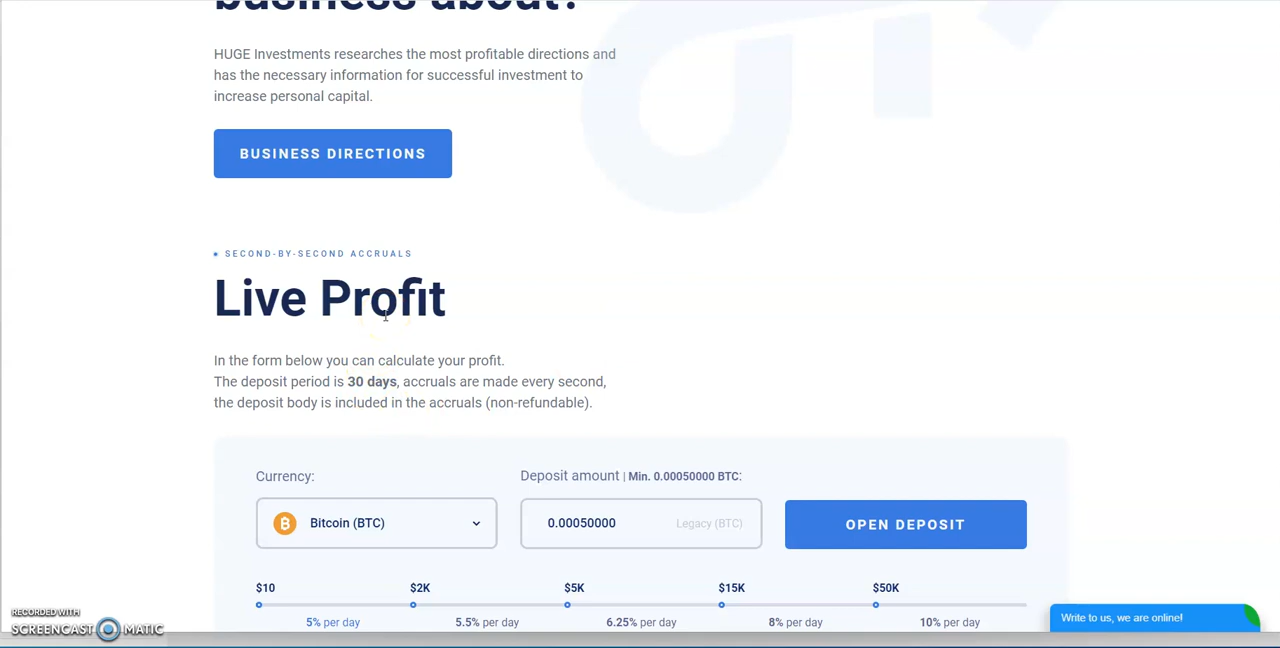 business about?
HUGE Investments researches the most profitable directions and
has the necessary information for successful investment to
increase personal capital.
BUSINESS DIRECTIONS
SECOND-BY-SECOND ACCRUALS
Live Profit
In the form below you can calculate your profit.
The deposit period is 30 days, accruals are made every second,
the deposit body is included in the accruals (non-refundable).
Currency:
Deposit amount | Min. 0.00050000 BTC:
Bitcoin (BTC)
0.00050000
Legacy (BTC)
OPEN DEPOSIT
$10 $2K $5K $15K $50K
5% per day 5.5% per day 6.25% per day 8% per day 10% per day
Write to us, we are online!
RECORDED WITH
SCREENCAST MATIC